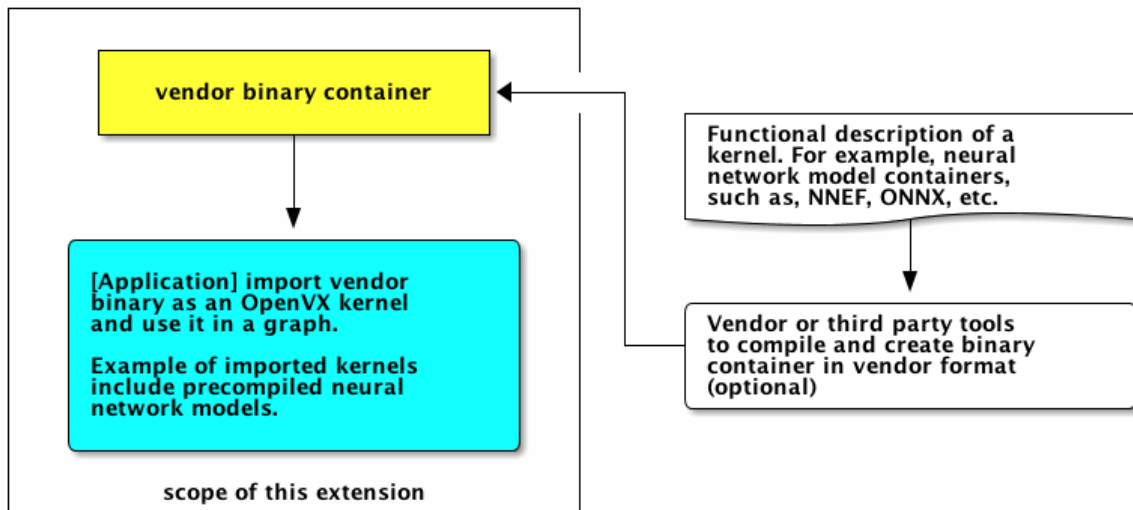 vendor binary container
[Application] import vendor
binary as an OpenVX kernel
and use it in a graph.
Example of imported kernels
include precompiled neural
network models.
scope of this extension
Functional description of a
kernel. For example, neural
network model containers,
such as, NNEF, ONNX, etc.
Vendor or third party tools
to compile and create binary
container in vendor format
(optional)